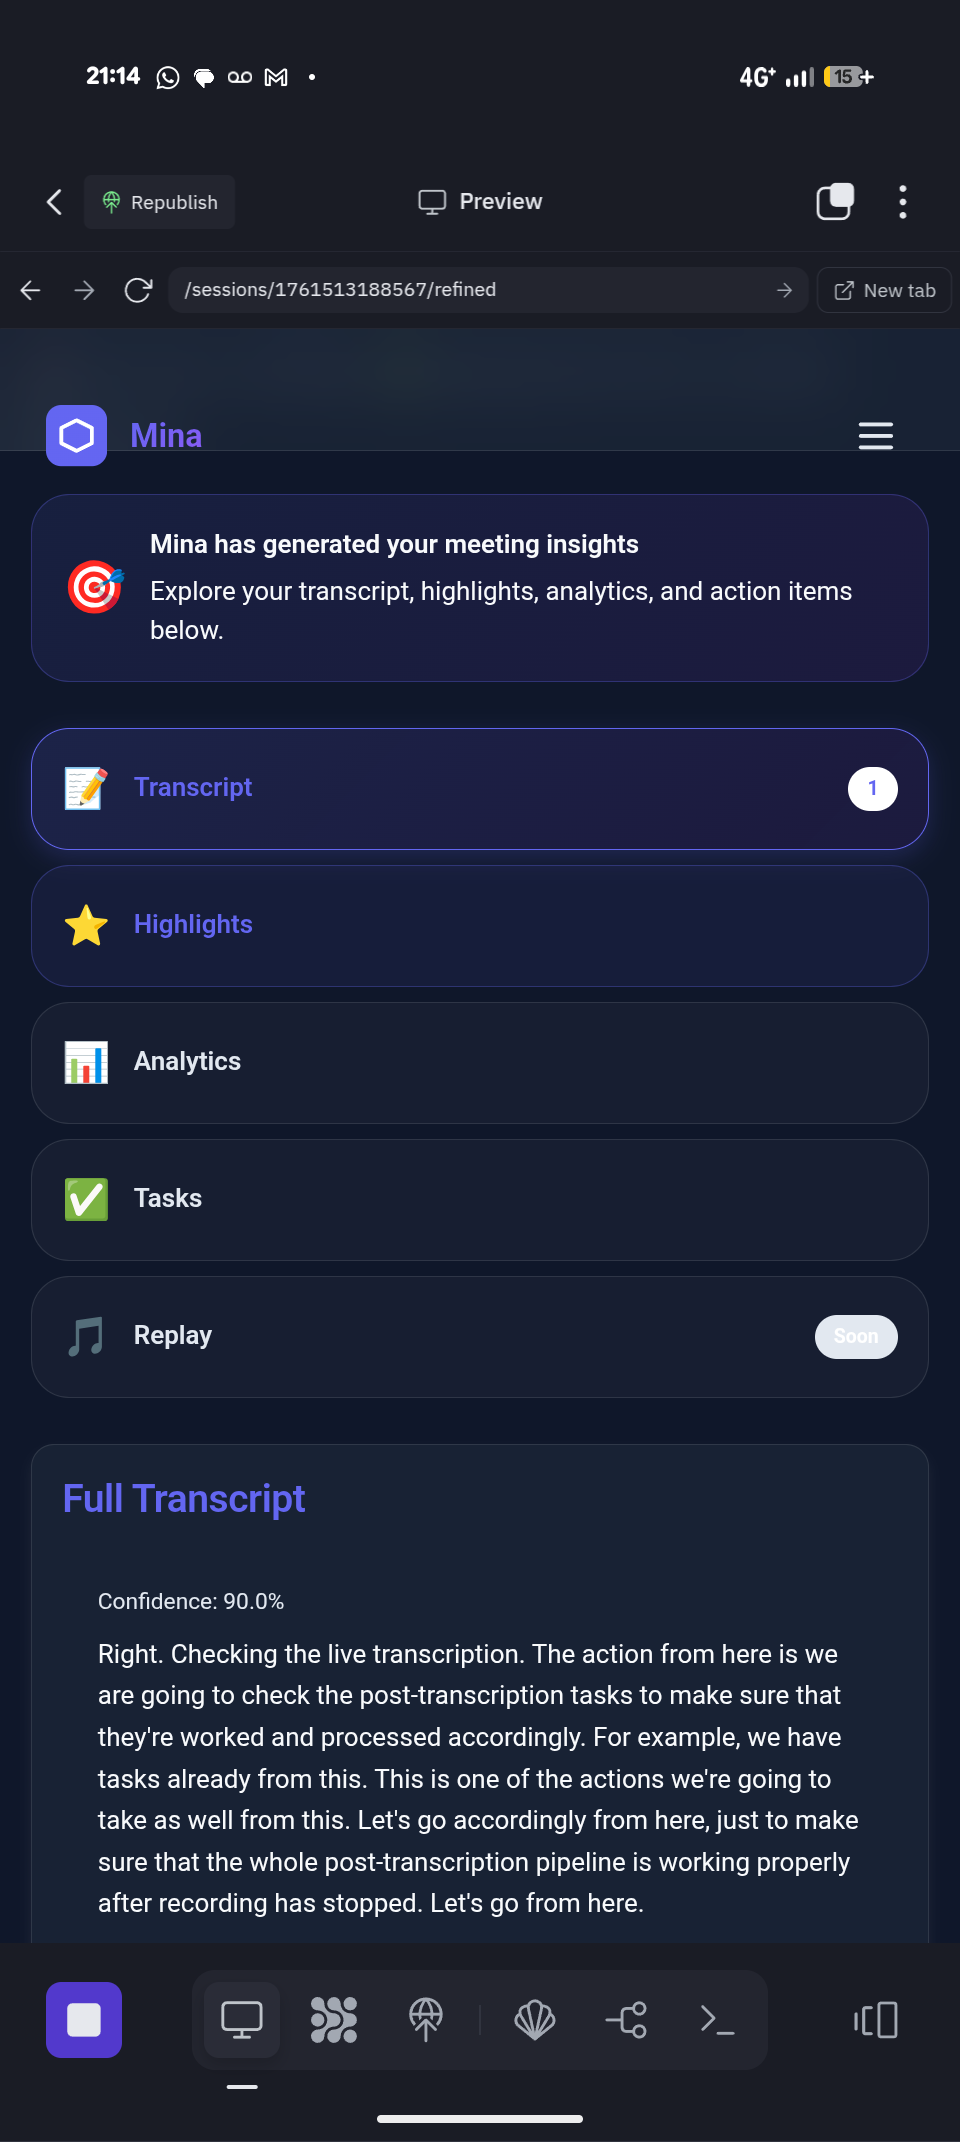 21:14
4G+
15
Republish
Preview
/sessions/1761513188567/refined
New tab
Mina
Mina has generated your meeting insights
Explore your transcript, highlights, analytics, and action items
below.
Transcript
1
Highlights
Analytics
Tasks
Replay
Soon
Full Transcript
Confidence: 90.0%
Right. Checking the live transcription. The action from here is we
are going to check the post-transcription tasks to make sure that
they're worked and processed accordingly. For example, we have
tasks already from this. This is one of the actions we're going to
take as well from this. Let's go accordingly from here, just to make
sure that the whole post-transcription pipeline is working properly
after recording has stopped. Let's go from here.